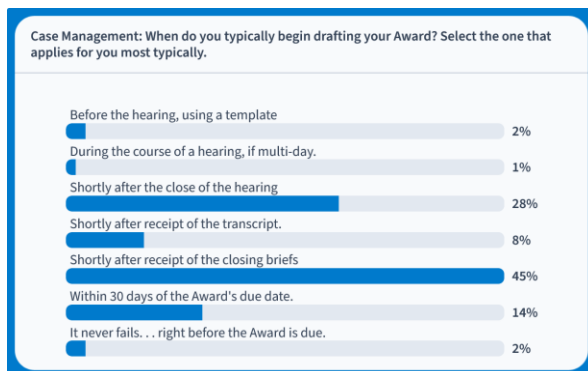 Case Management: When do you typically begin drafting your Award? Select the one that
applies for you most typically.
Before the hearing, using a template
2%
During the course of a hearing, if multi-day.
1%
Shortly after the close of the hearing
28%
Shortly after receipt of the transcript.
8%
Shortly after receipt of the closing briefs
45%
Within 30 days of the Award's due date.
14%
It never fails. . . right before the Award is due.
2%